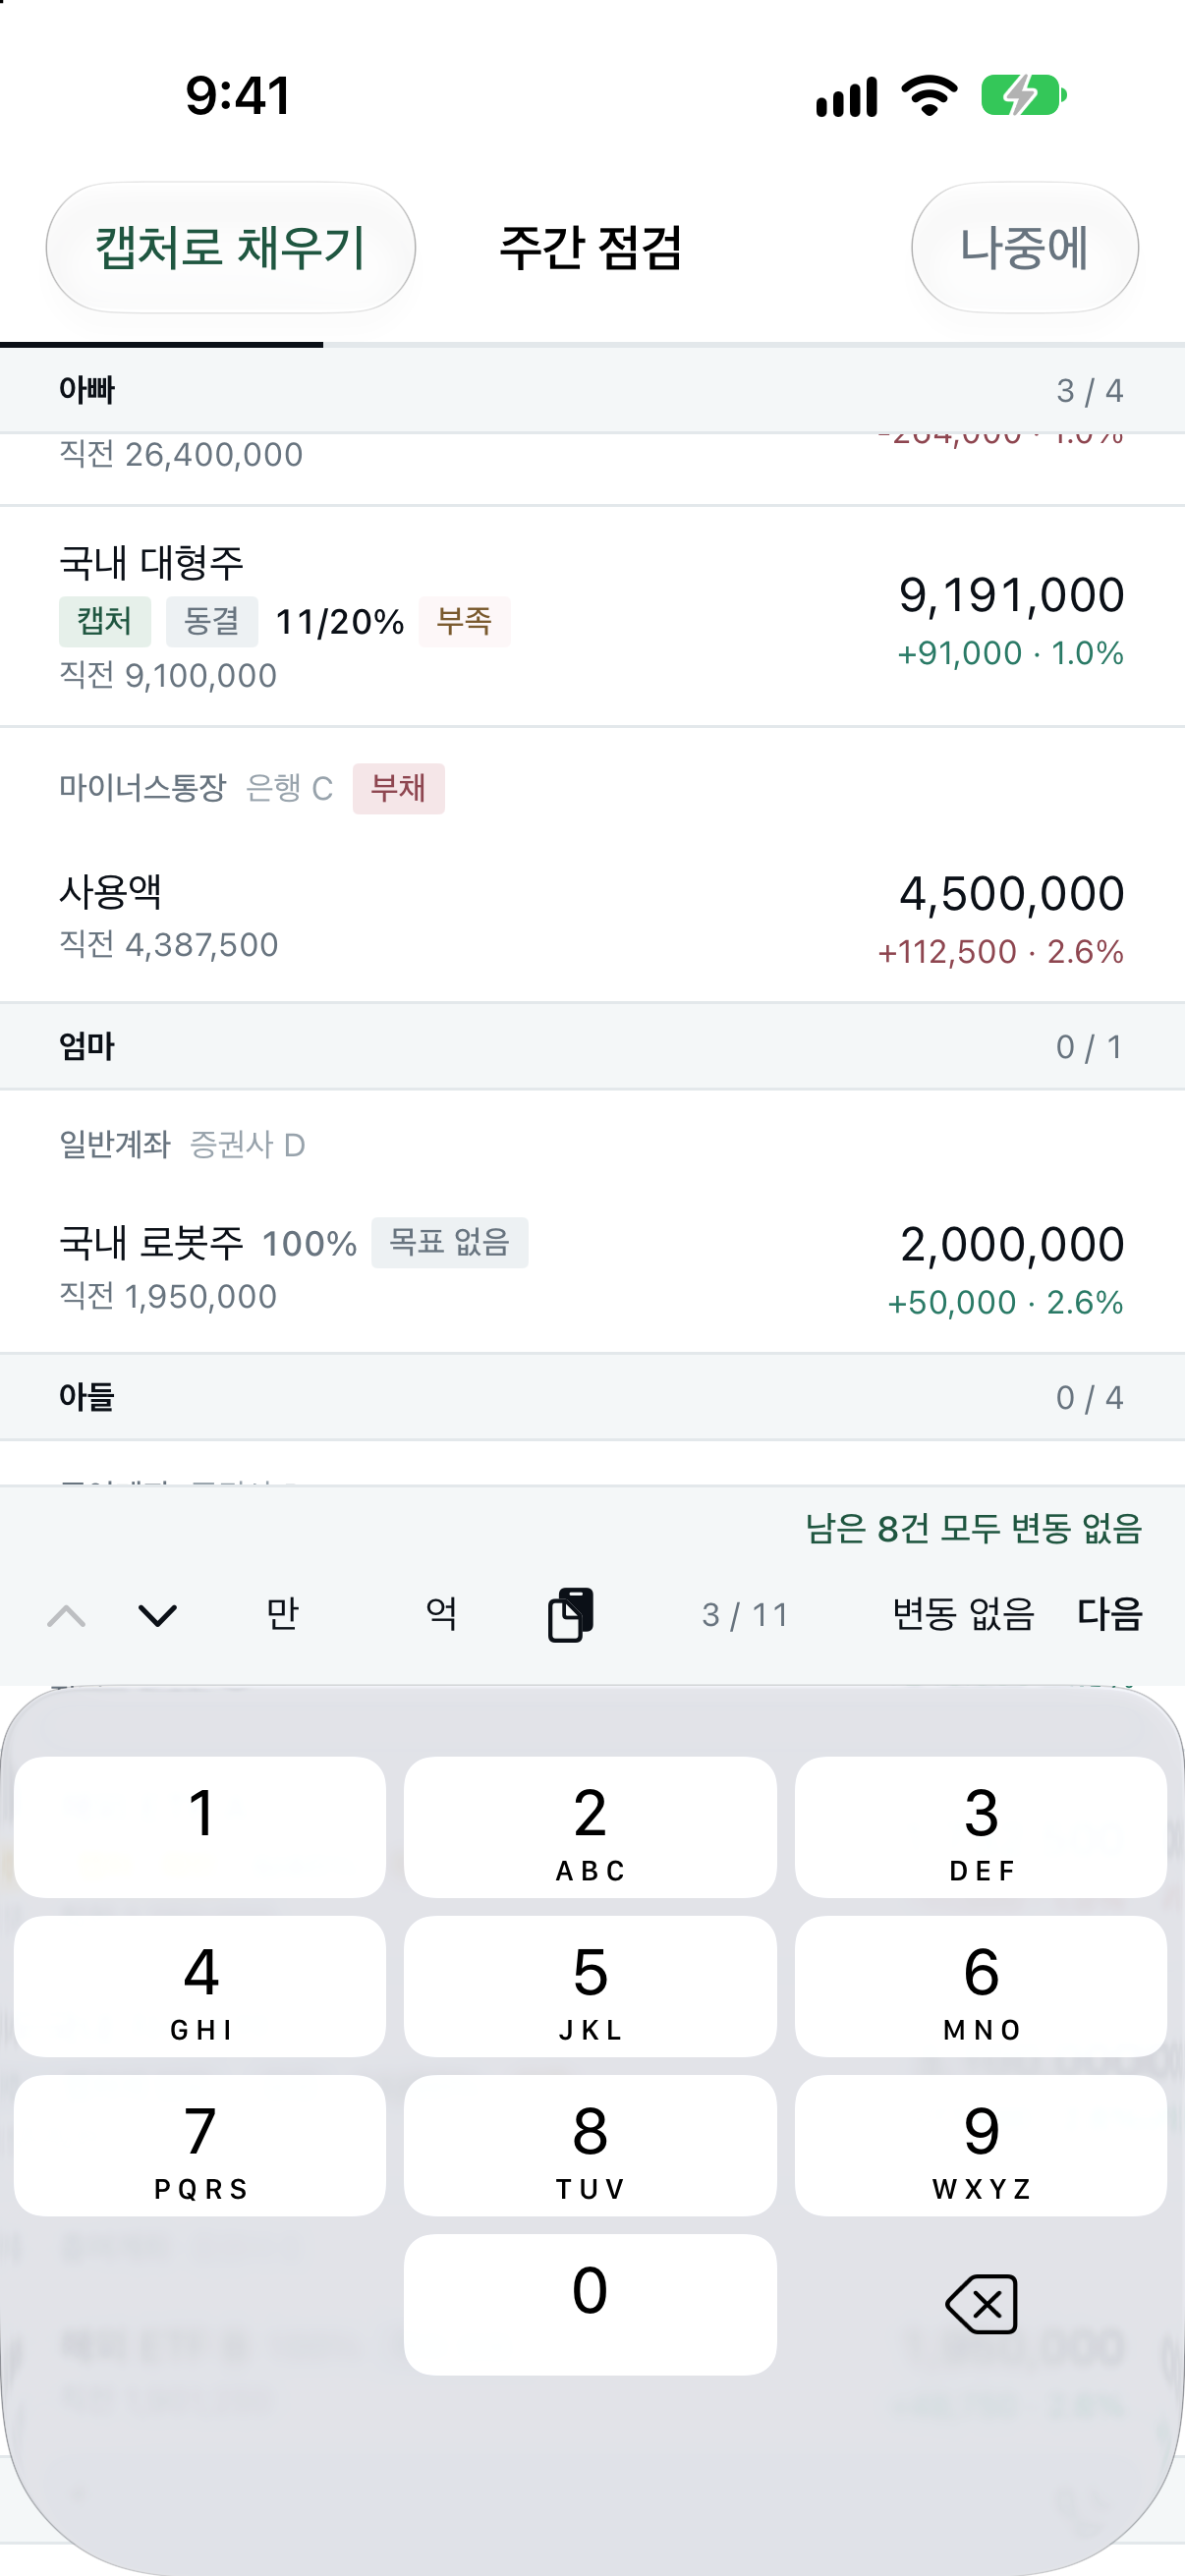 9:41
캡처로 채우기 주간 점검 나중에
아빠 3 / 4
직전 26,400,000 -264,000 · 1.0%
국내 대형주
캡처 동결 11/20% 부족 9,191,000
직전 9,100,000 +91,000 · 1.0%
마이너스통장 은행 C 부채
사용액 4,500,000
직전 4,387,500 +112,500 · 2.6%
엄마 0 / 1
일반계좌 증권사 D
국내 로봇주 100% 목표 없음 2,000,000
직전 1,950,000 +50,000 · 2.6%
아들 0 / 4
남은 8건 모두 변동 없음
만 억 3 / 11 변동 없음 다음
1 2 3
ABC DEF
4 5 6
GHI JKL MNO
7 8 9
PQRS TUV WXYZ
0